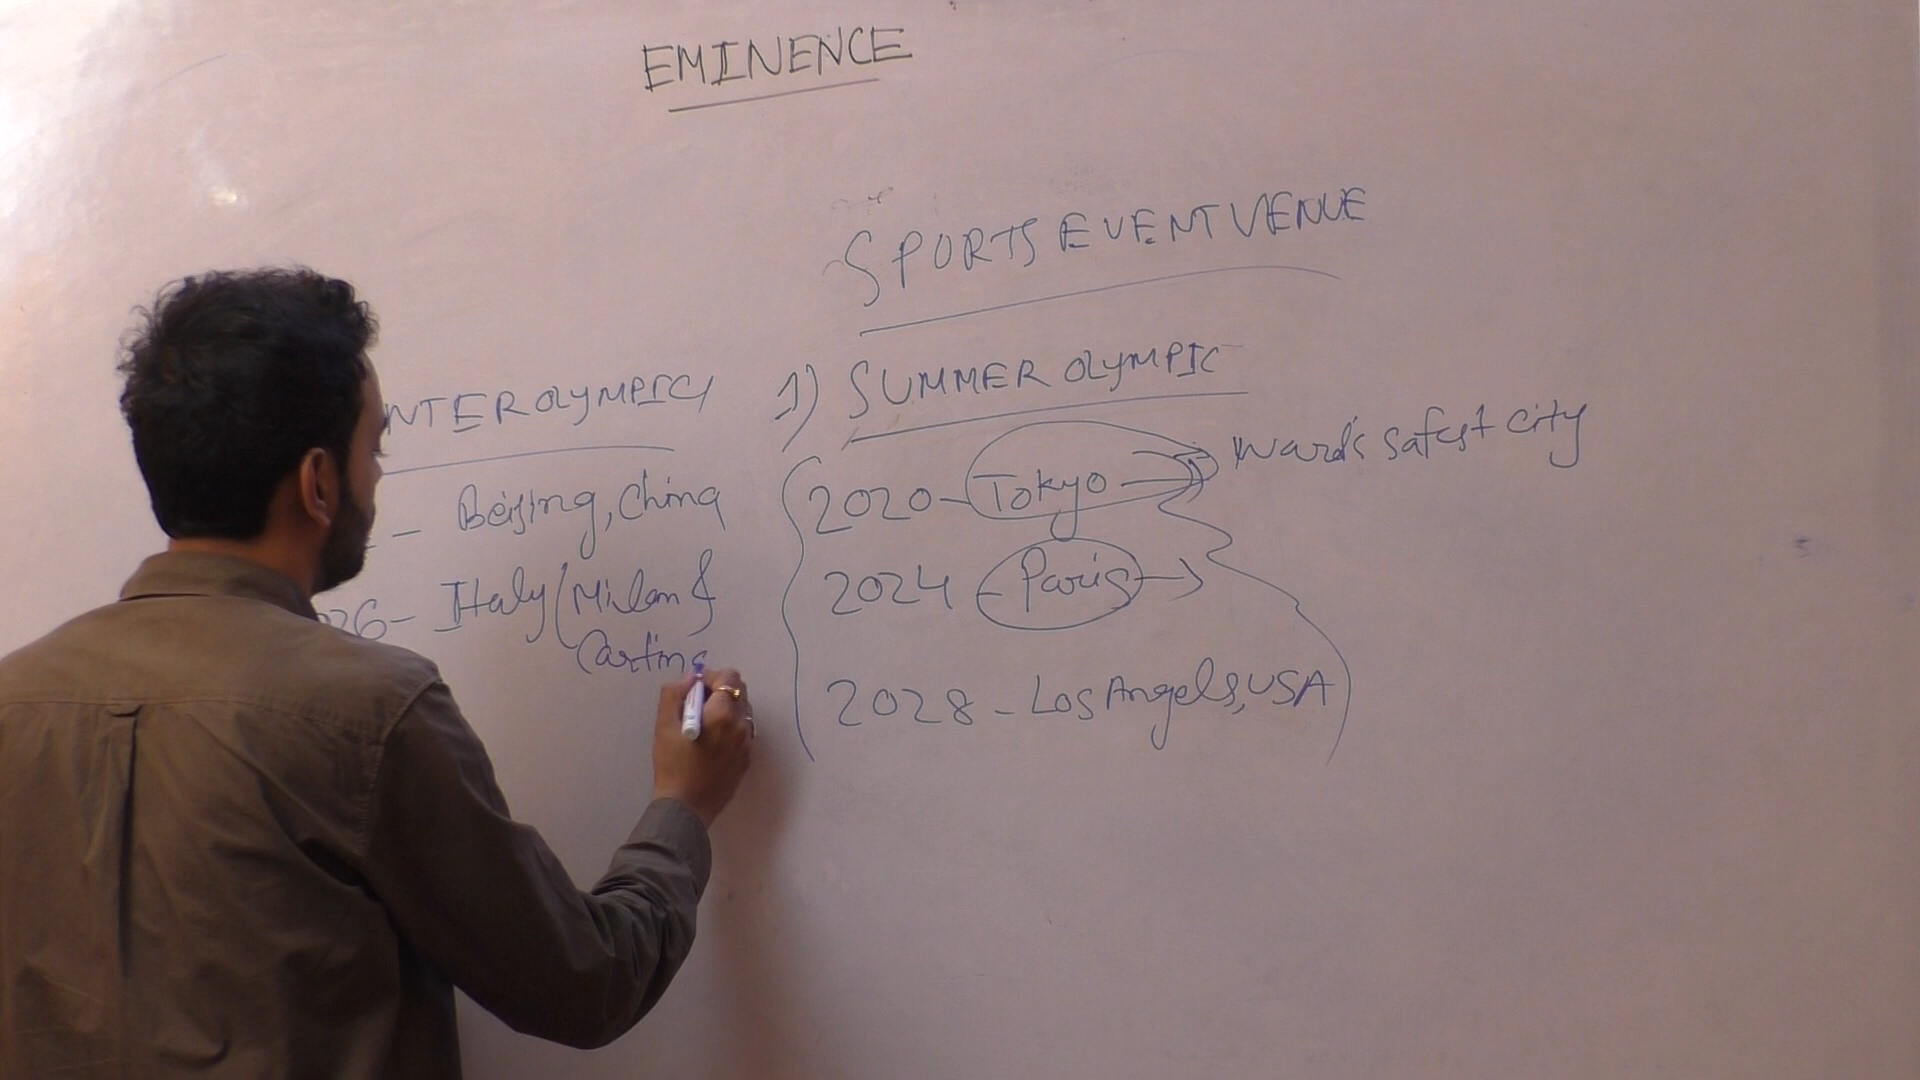 EMINENCE
SPORTS EVENT VENUE
NTER OLYMPIC
- Beijing, China
26- Italy (Milan &
Cortina
1) SUMMER OLYMPIC
2020- Tokyo → safest city
2024 - Paris →
2028 - Los Angels, USA